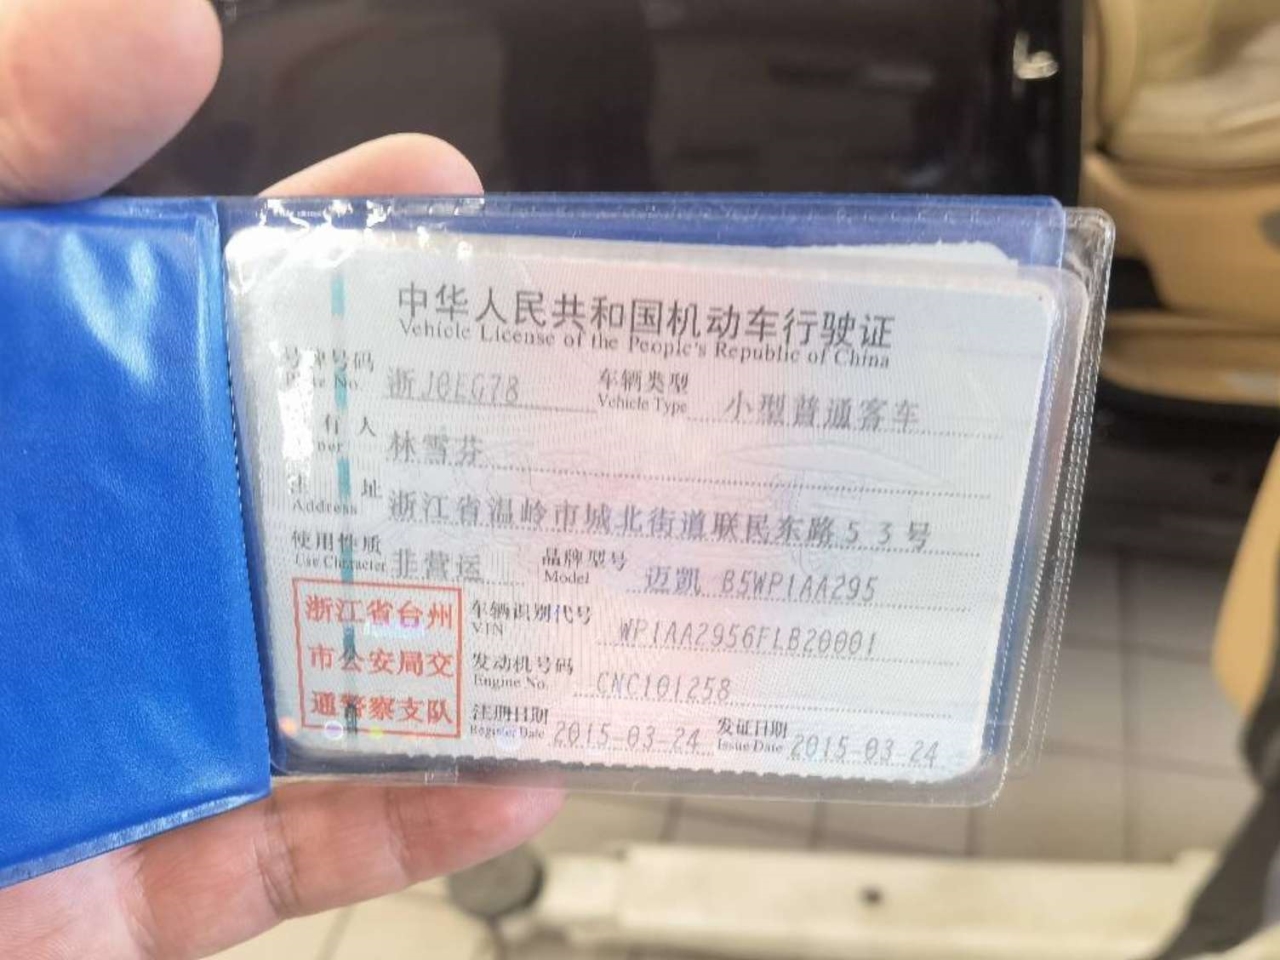 中华人民共和国机动车行驶证
Vehicle License of the People's Republic of China
号牌号码 浙J0EG78 车辆类型 小型普通客车
Plate No. Vehicle Type
行人 林雪芬
住址 浙江省温岭市城北街道联民东路53号
Address
使用性质 非营运 品牌型号 迈凯 B5WP1AA295
Use Character Model
浙江省台州
市公安局交
通警察支队
车辆识别代号 WP1AA2956FLB20001
VIN
发动机号码 CNC101258
Engine No.
注册日期 2015-03-24 发证日期 2015-03-24
Register Date Issue Date